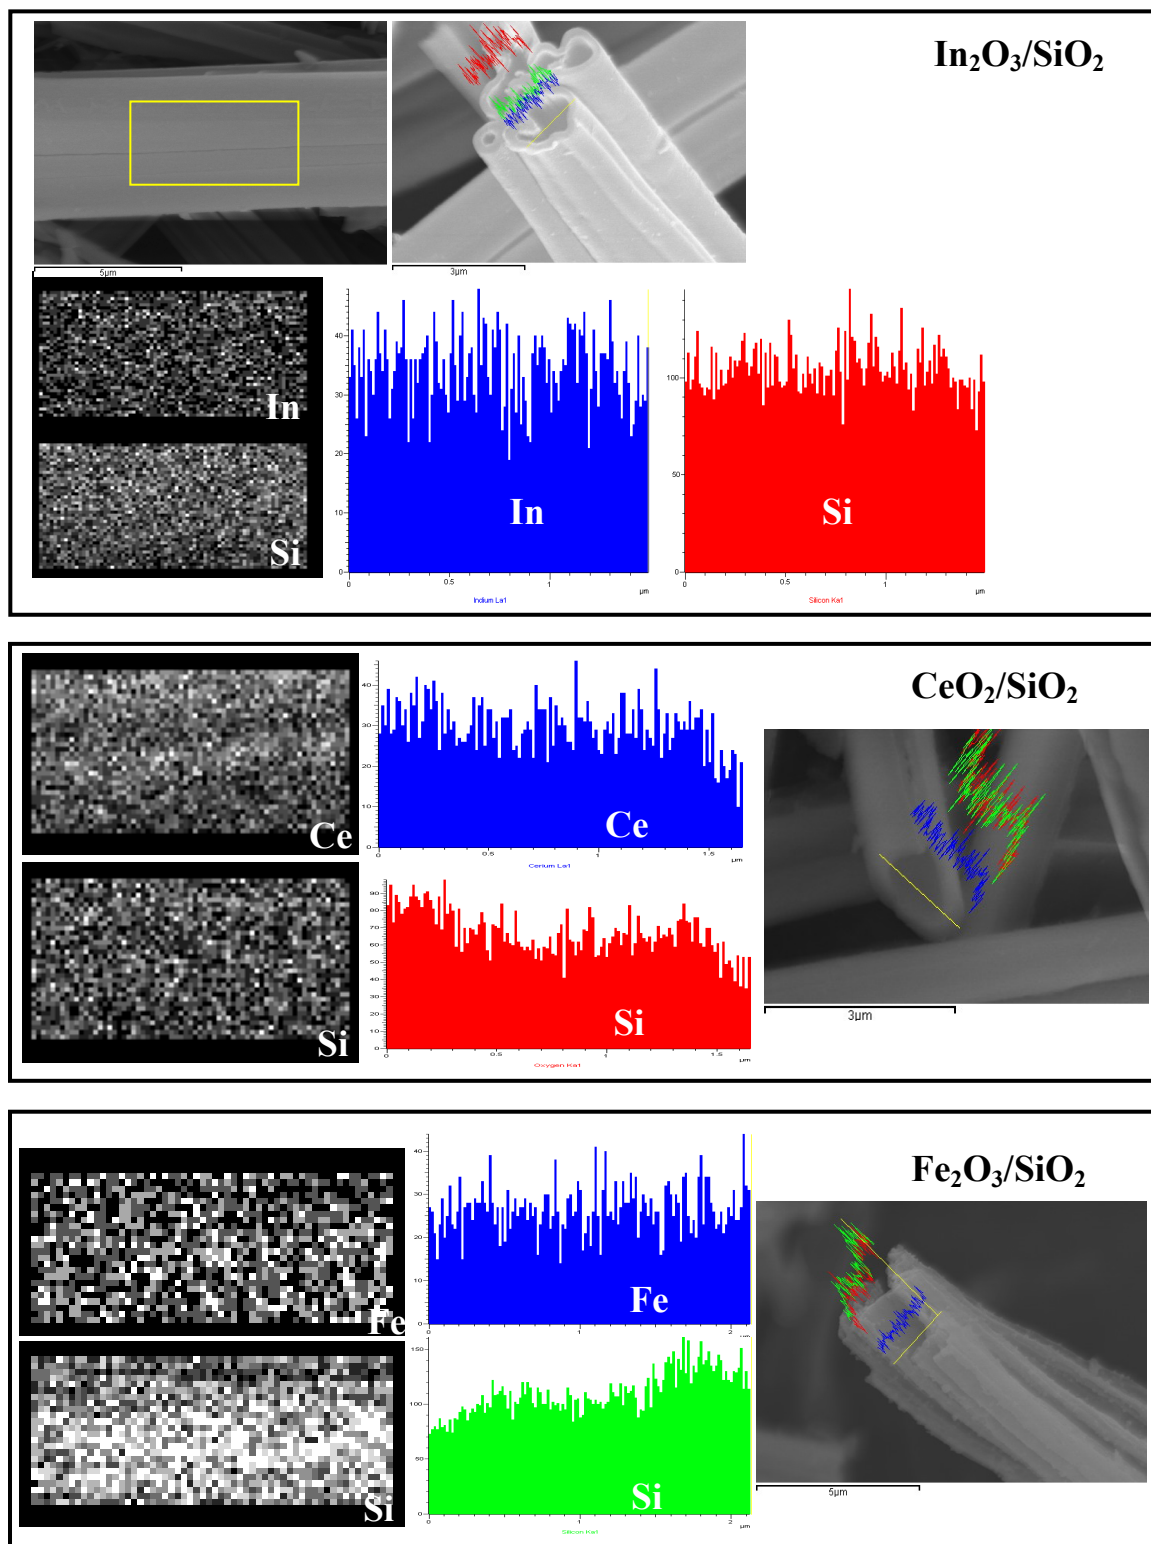 In₂O₃/SiO₂
5µm
3µm
In
Si
40
30
20
10
0
In
0
0.5
1
µm
Indium La1
100
50
0
Si
0
0.5
1
µm
Silicon Ka1
CeO₂/SiO₂
Ce
Si
40
30
20
10
0
Ce
0
0.5
1
1.5
µm
Cerium La1
90
80
70
60
50
40
30
20
10
0
Si
0
0.5
1
1.5
µm
Oxygen Ka1
3µm
Fe₂O₃/SiO₂
Fe
Si
40
30
20
10
0
Fe
0
1
2
µm
150
100
50
0
Si
0
1
2
µm
Silicon Ka1
5µm